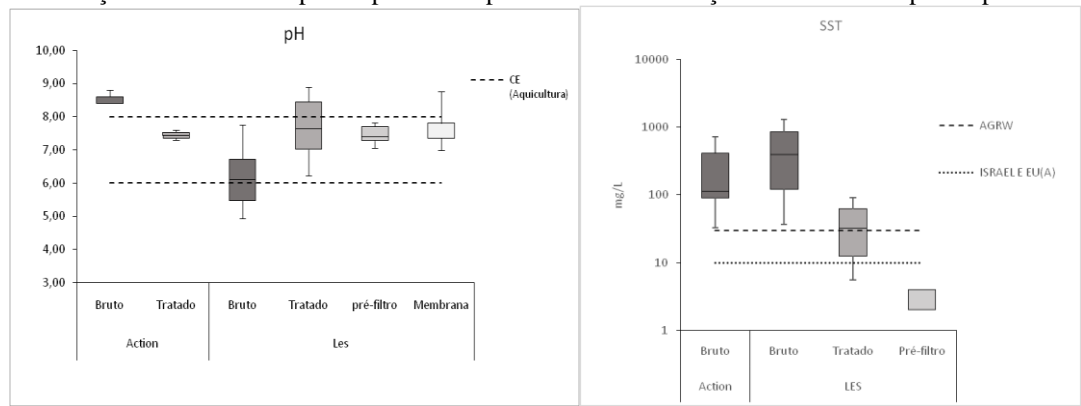 pH
10,00
9,00
8,00
7,00
6,00
5,00
4,00
3,00
CE
(Aquicultura)
Bruto Tratado Bruto Tratado pré-filtro Membrana
Action Les
SST
10000
1000
100
10
1
mg/L
AGRW
ISRAEL E EU(A)
Bruto Bruto Tratado Pré-filtro
Action LES